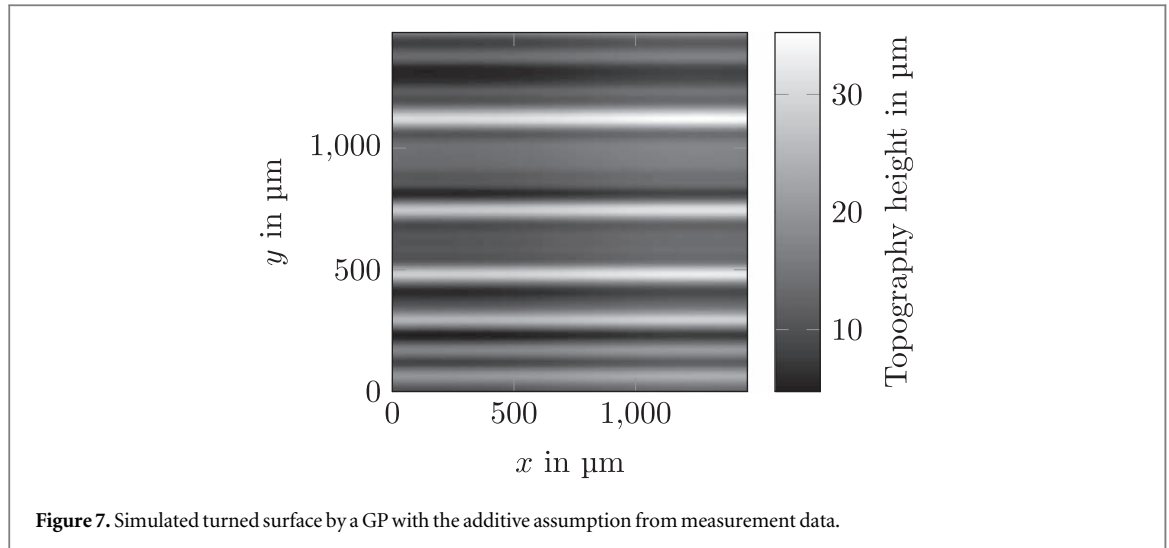 1,000
500
0
y in µm
0 500 1,000
x in µm
30
20
10
Topography height in µm
Figure 7. Simulated turned surface by a GP with the additive assumption from measurement data.